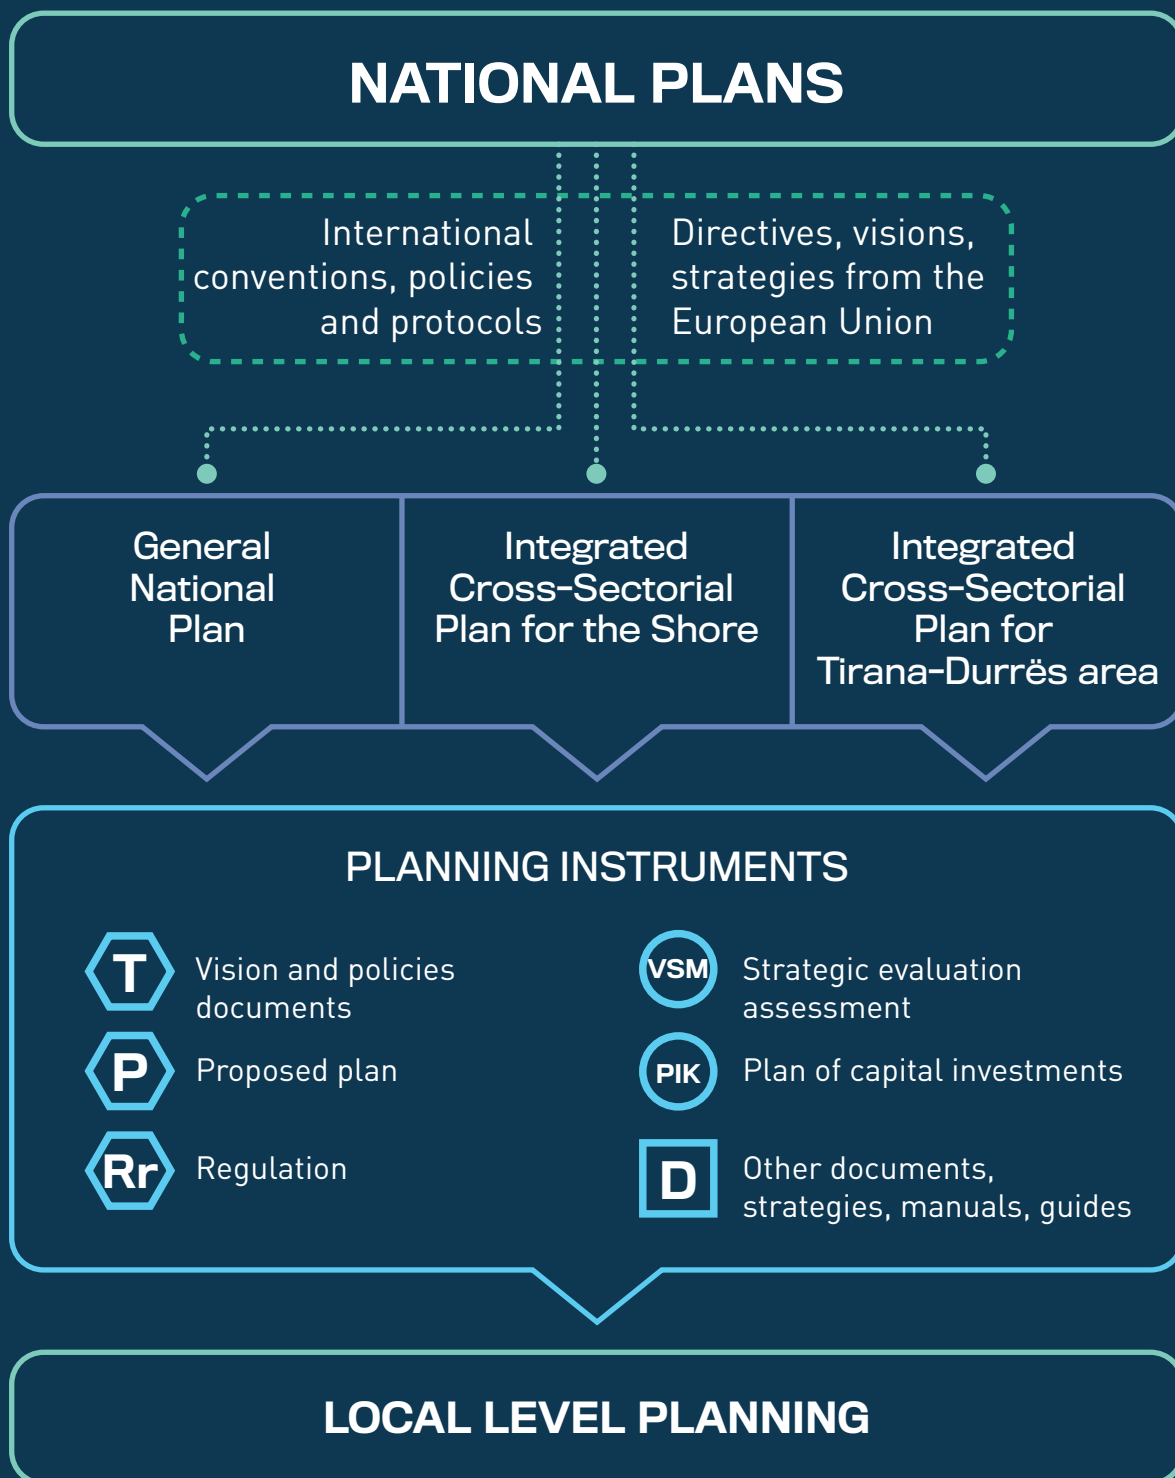 NATIONAL PLANS
International
conventions, policies
and protocols
Directives, visions,
strategies from the
European Union
General
National
Plan
Integrated
Cross-Sectorial
Plan for the Shore
Integrated
Cross-Sectorial
Plan for
Tirana-Durrës area
PLANNING INSTRUMENTS
T
Vision and policies
documents
P
Proposed plan
Rr
Regulation
VSM
Strategic evaluation
assessment
PIK
Plan of capital investments
D
Other documents,
strategies, manuals, guides
LOCAL LEVEL PLANNING